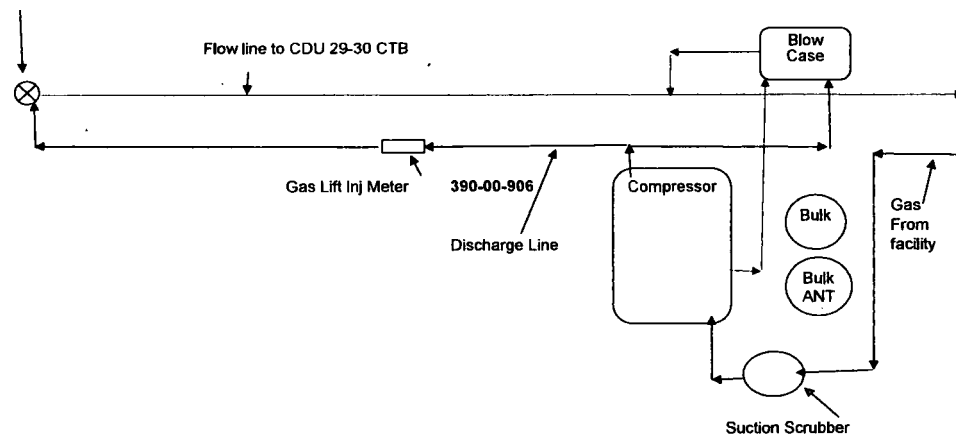 Flow line to CDU 29-30 CTB
Blow
Case
Gas Lift Inj Meter
390-00-906
Compressor
Discharge Line
Bulk
Bulk
ANT
Gas
From
facility
Suction Scrubber